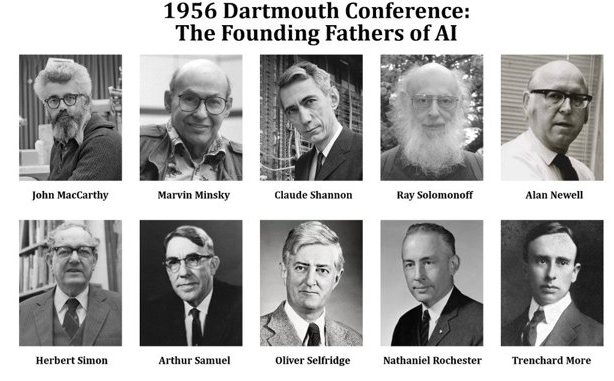 1956 Dartmouth Conference:
The Founding Fathers of AI
John MacCarthy
Marvin Minsky
Claude Shannon
Ray Solomonoff
Alan Newell
Herbert Simon
Arthur Samuel
Oliver Selfridge
Nathaniel Rochester
Trenchard More